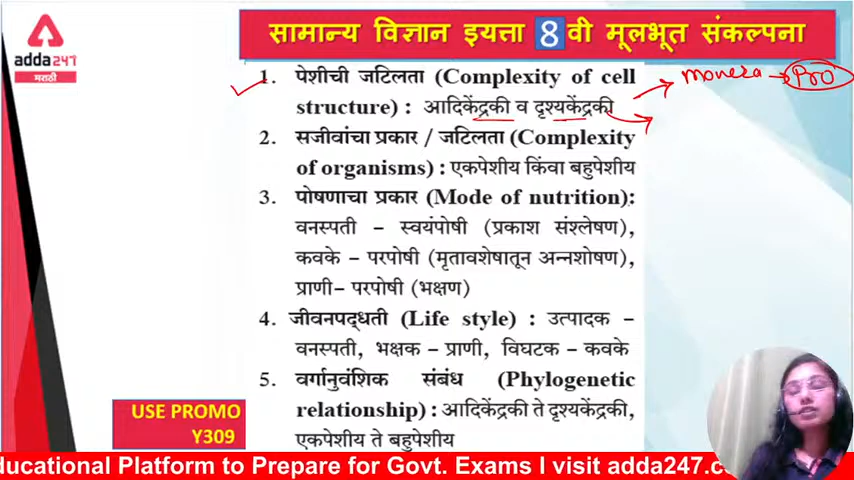 adda247
मराठी
सामान्य विज्ञान इयत्ता 8 वी मूलभूत संकल्पना
1. पेशीची जटिलता (Complexity of cell
structure) : आदिकेंद्रकी व दृश्यकेंद्रकी
Monera → Pro
2. सजीवांचा प्रकार / जटिलता (Complexity
of organisms) : एकपेशीय किंवा बहुपेशीय
3. पोषणाचा प्रकार (Mode of nutrition):
वनस्पती – स्वयंपोषी (प्रकाश संश्लेषण),
कवके – परपोषी (मृतावशेषातून अन्नशोषण),
प्राणी– परपोषी (भक्षण)
4. जीवनपद्धती (Life style) : उत्पादक –
वनस्पती, भक्षक – प्राणी, विघटक – कवके
5. वर्गानुवंशिक संबंध (Phylogenetic
relationship) : आदिकेंद्रकी ते दृश्यकेंद्रकी,
एकपेशीय ते बहुपेशीय
USE PROMO
Y309
ducational Platform to Prepare for Govt. Exams I visit adda247.c